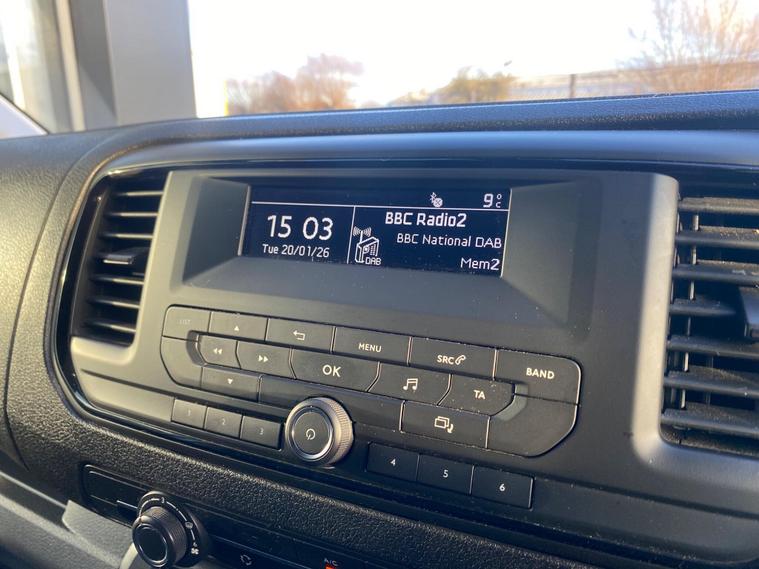 9°C
15 03
BBC Radio2
Tue 20/01/26
DAB
BBC National DAB
Mem2
LIST
MENU
SRC
OK
BAND
TA
1
2
3
4
5
6
A/C